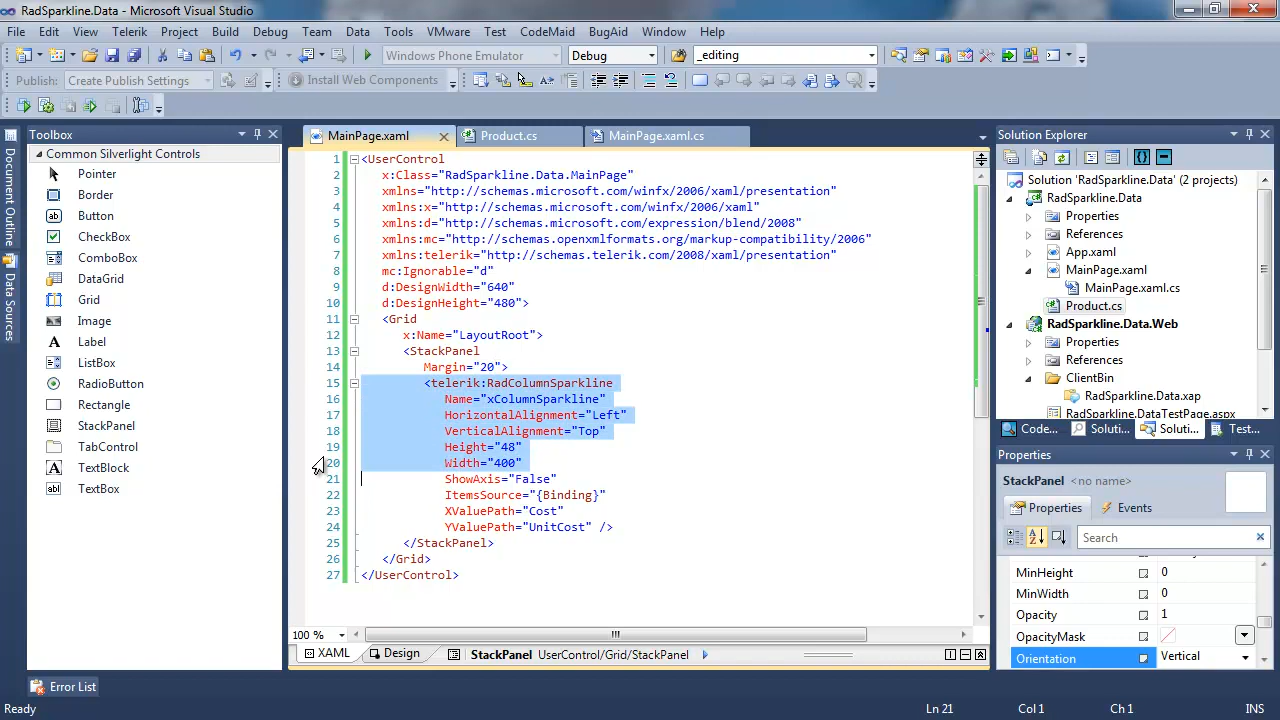 RadSparkline.Data - Microsoft Visual Studio
File Edit View Telerik Project Build Debug Team Data Tools VMware Test CodeMaid BugAid Window Help
Windows Phone Emulator Debug _editing
Publish: Create Publish Settings Install Web Components
Document Outline
Data Sources
Toolbox
Common Silverlight Controls
Pointer
Border
Button
CheckBox
ComboBox
DataGrid
Grid
Image
Label
ListBox
RadioButton
Rectangle
StackPanel
TabControl
TextBlock
TextBox
MainPage.xaml Product.cs MainPage.xaml.cs
1 <UserControl
2 x:Class="RadSparkline.Data.MainPage"
3 xmlns="http://schemas.microsoft.com/winfx/2006/xaml/presentation"
4 xmlns:x="http://schemas.microsoft.com/winfx/2006/xaml"
5 xmlns:d="http://schemas.microsoft.com/expression/blend/2008"
6 xmlns:mc="http://schemas.openxmlformats.org/markup-compatibility/2006"
7 xmlns:telerik="http://schemas.telerik.com/2008/xaml/presentation"
8 mc:Ignorable="d"
9 d:DesignWidth="640"
10 d:DesignHeight="480">
11 <Grid
12 x:Name="LayoutRoot">
13 <StackPanel
14 Margin="20">
15 <telerik:RadColumnSparkline
16 Name="xColumnSparkline"
17 HorizontalAlignment="Left"
18 VerticalAlignment="Top"
19 Height="48"
20 Width="400"
21 ShowAxis="False"
22 ItemsSource="{Binding}"
23 XValuePath="Cost"
24 YValuePath="UnitCost" />
25 </StackPanel>
26 </Grid>
27 </UserControl>
100 %
XAML Design StackPanel UserControl/Grid/StackPanel
Solution Explorer
Solution 'RadSparkline.Data' (2 projects)
RadSparkline.Data
Properties
References
App.xaml
MainPage.xaml
MainPage.xaml.cs
Product.cs
RadSparkline.Data.Web
Properties
References
ClientBin
RadSparkline.Data.xap
RadSparkline.DataTestPage.aspx
Code... Soluti... Soluti... Test...
Properties
StackPanel <no name>
Properties Events
Search
MinHeight 0
MinWidth 0
Opacity 1
OpacityMask
Orientation Vertical
Error List
Ready Ln 21 Col 1 Ch 1 INS